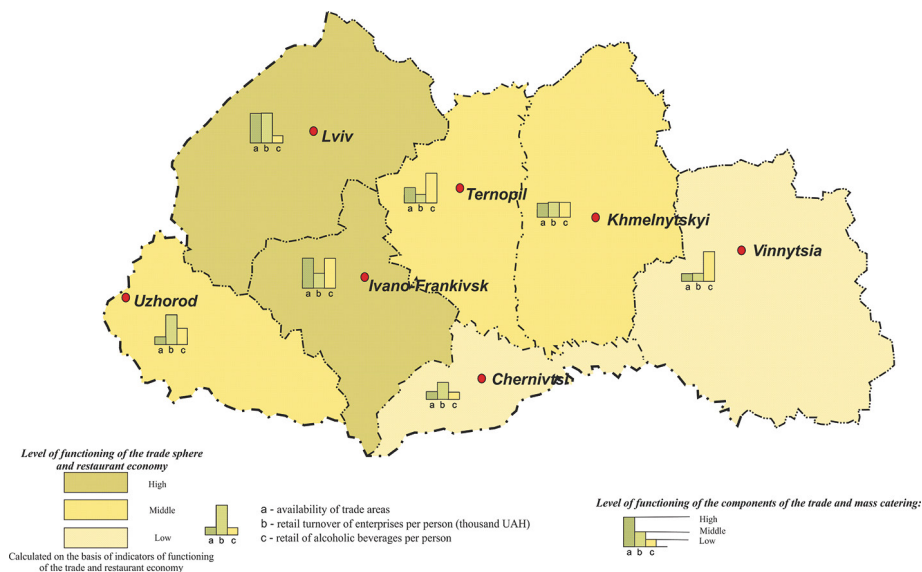 Lviv
a b c
Ternopil
a b c
Khmelnytskyi
a b c
Vinnytsia
a b c
Ivano-Frankivsk
a b c
Uzhorod
a b c
Chernivtsi
a b c
Level of functioning of the trade sphere
and restaurant economy
High
Middle
Low
Calculated on the basis of indicators of functioning
of the trade and restaurant economy
a b c
a - availability of trade areas
b - retail turnover of enterprises per person (thousand UAH)
c - retail of alcoholic beverages per person
Level of functioning of the components of the trade and mass catering:
High
Middle
Low
a b c